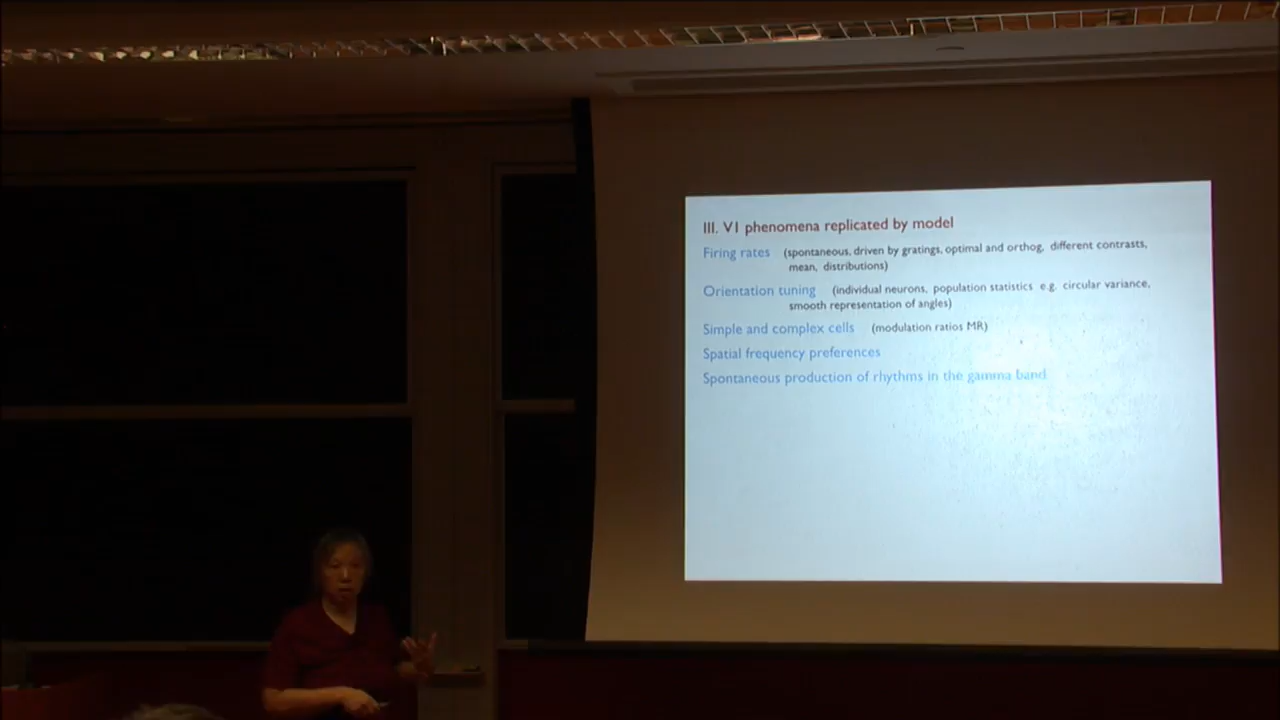 III. V1 phenomena replicated by model
Firing rates (spontaneous, driven by gratings, optimal and orthog, different contrasts,
mean, distributions)
Orientation tuning (individual neurons, population statistics e.g. circular variance,
smooth representation of angles)
Simple and complex cells (modulation ratios MR)
Spatial frequency preferences
Spontaneous production of rhythms in the gamma band